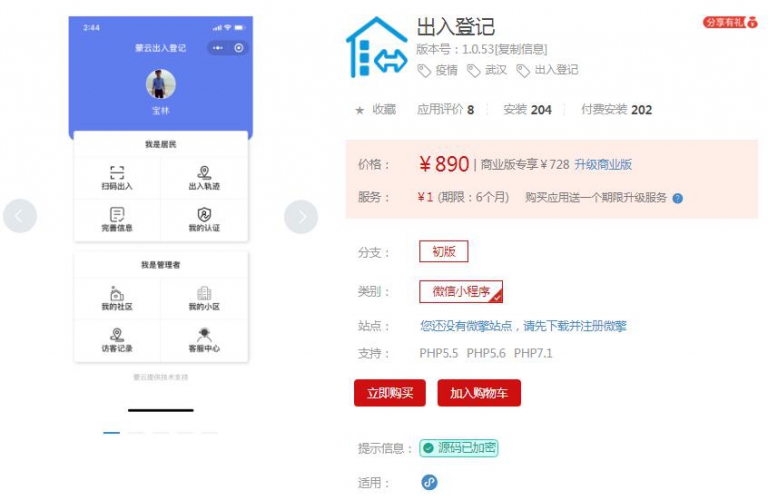 2:44
蒙云出入登记
宝林
我是居民
扫码出入
出入轨迹
完善信息
我的认证
我是管理者
我的社区
我的小区
访客记录
客服中心
蒙云提供技术支持
出入登记
分享有礼
版本号：1.0.53[复制信息]
疫情 武汉 出入登记
★ 收藏 应用评价 8 安装 204 付费安装 202
价格： ￥890 | 商业版专享￥728 升级商业版
服务： ￥1 (期限：6个月) 购买应用送一个期限升级服务 ?
分支： 初版
类别： 微信小程序
站点： 您还没有微擎站点，请先下载并注册微擎
支持： PHP5.5 PHP5.6 PHP7.1
立即购买 加入购物车
提示信息： 源码已加密
适用：